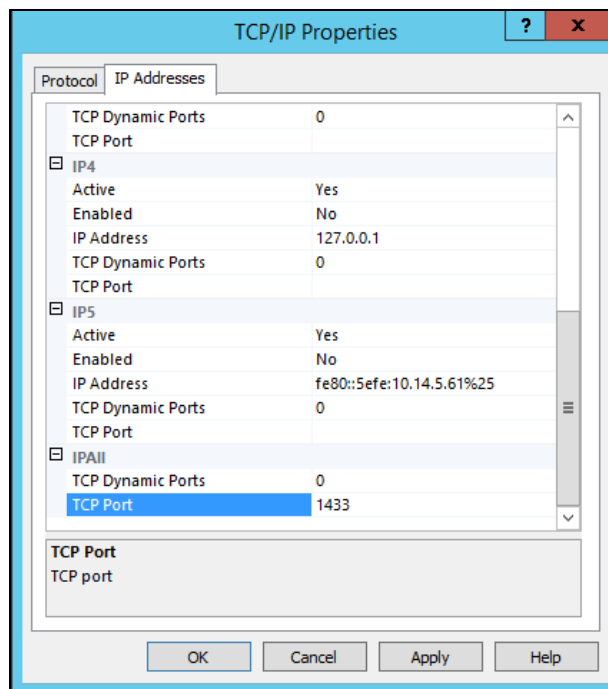 TCP/IP Properties
? x
Protocol IP Addresses
TCP Dynamic Ports 0
TCP Port
IP4
Active Yes
Enabled No
IP Address 127.0.0.1
TCP Dynamic Ports 0
TCP Port
IP5
Active Yes
Enabled No
IP Address fe80::5efe:10.14.5.61%25
TCP Dynamic Ports 0
TCP Port
IPAll
TCP Dynamic Ports 0
TCP Port 1433
TCP Port
TCP port
OK Cancel Apply Help